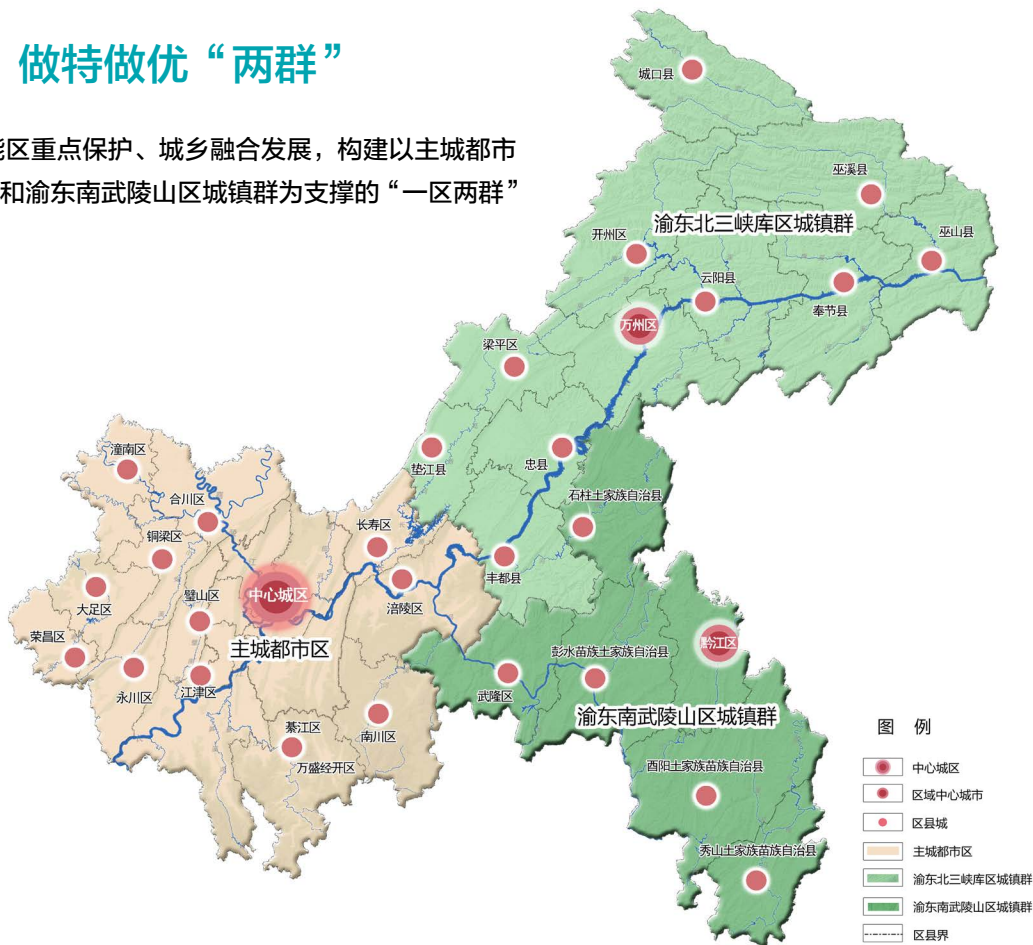 做特做优“两群”
能区重点保护、城乡融合发展，构建以主城都市
和渝东南武陵山区城镇群为支撑的“一区两群”
城口县
巫溪县
渝东北三峡库区城镇群
开州区
巫山县
云阳县
奉节县
万州区
梁平区
垫江县
忠县
石柱土家族自治县
潼南区
合川区
长寿区
铜梁区
丰都县
大足区
璧山区
中心城区
涪陵区
荣昌区
主城都市区
彭水苗族土家族自治县
黔江区
永川区
江津区
武隆区
渝东南武陵山区城镇群
綦江区
南川区
万盛经开区
酉阳土家族苗族自治县
秀山土家族苗族自治县
图 例
中心城区
区域中心城市
区县城
主城都市区
渝东北三峡库区城镇群
渝东南武陵山区城镇群
区县界